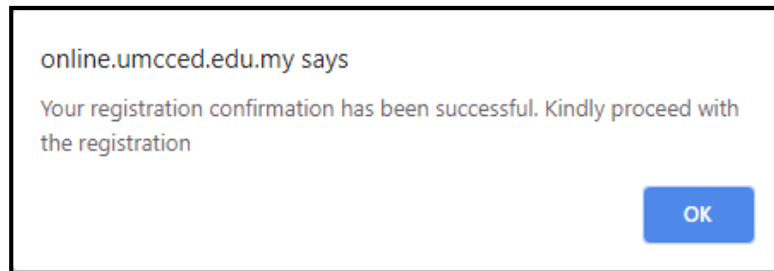 online.umcced.edu.my says
Your registration confirmation has been successful. Kindly proceed with
the registration
OK